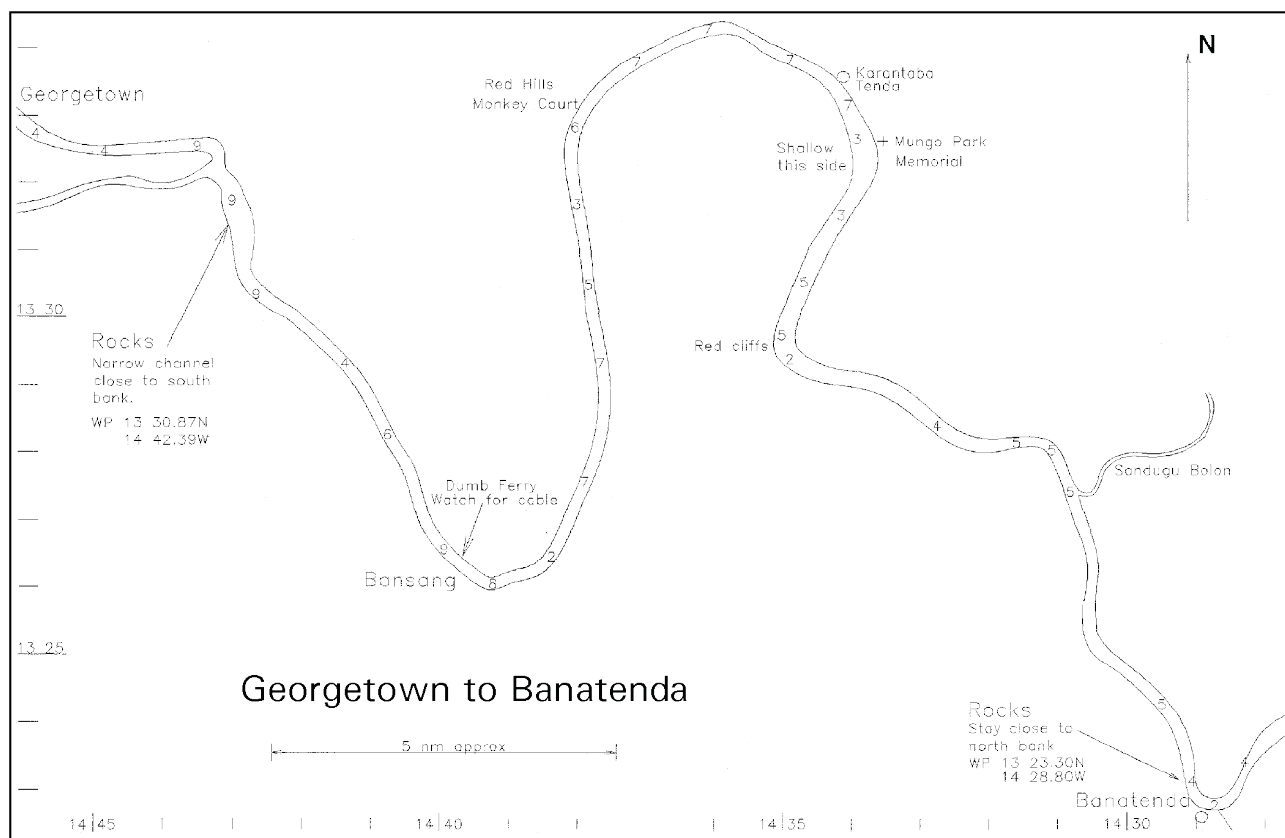 N
Georgetown
4
4
9
9
9
Rocks
Narrow channel
close to south
bank.
WP 13 30.87N
14 42.39W
13 30
4
6
Dumb Ferry
Watch for cable
9
Bansang
6
2
7
7
5
3
6
Red Hills
Monkey Court
7
7
7
Karantaba
Tenda
7
3
Mungo Park
Memorial
Shallow
this side
3
5
5
Red cliffs
2
4
5
5
5
Sandugu Bolon
13 25
Georgetown to Banatenda
5 nm approx
5
Rocks
Stay close to
north bank
WP 13 23.30N
14 28.80W
4
4
Banatenda
2
14 45
14 40
14 35
14 30